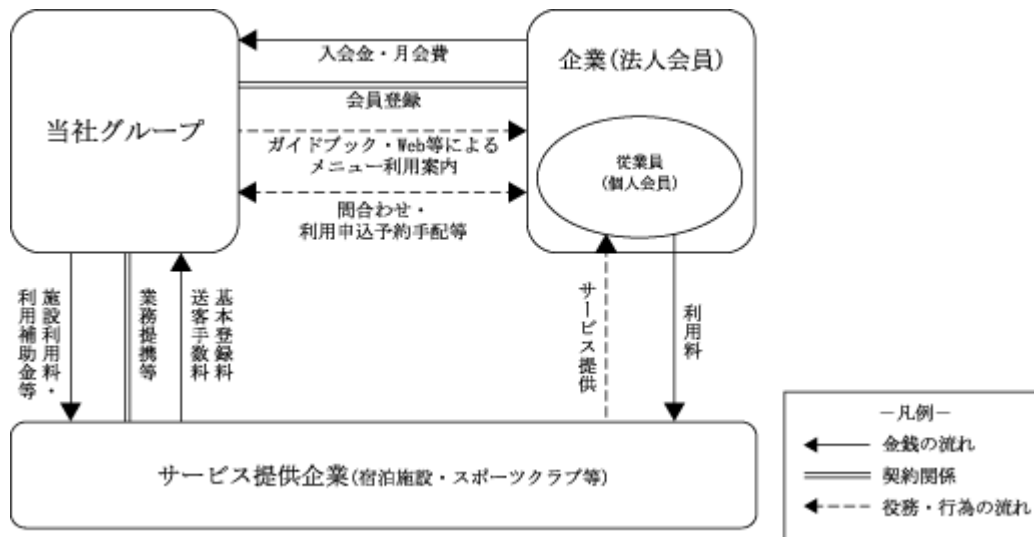 入会金・月会費
企業(法人会員)
会員登録
当社グループ
ガイドブック・Web等による
メニュー利用案内
従業員
(個人会員)
問合わせ・
利用申込予約手配等
施設利用料・
利用補助金等
業務提携等
基本登録料
送客手数料
サービス提供
利用料
サービス提供企業(宿泊施設・スポーツクラブ等)
－凡例－
金銭の流れ
契約関係
役務・行為の流れ